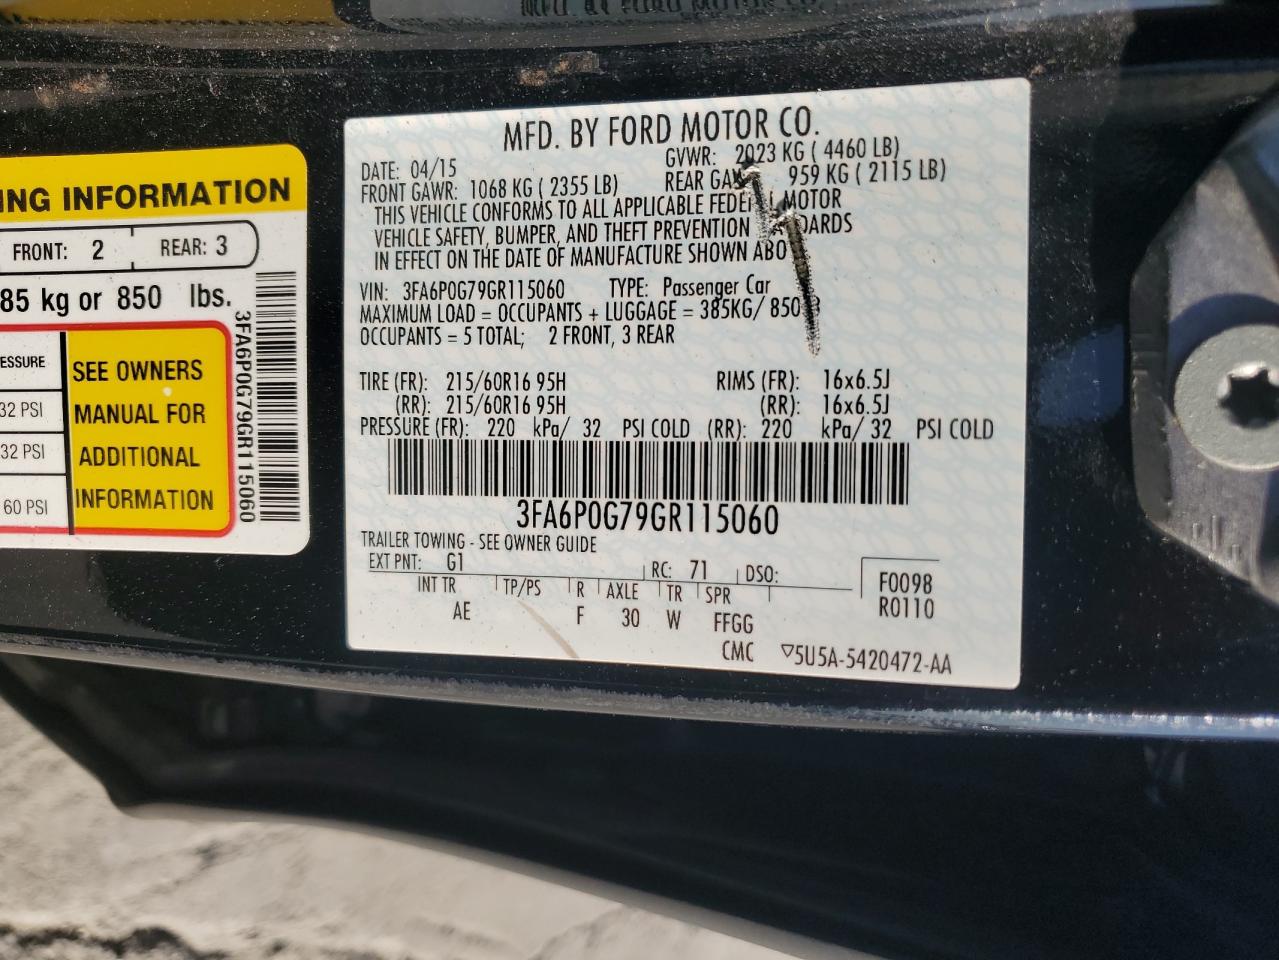 MFD. BY FORD MOTOR CO.
DATE: 04/15 GVWR: 2023 KG ( 4460 LB)
FRONT GAWR: 1068 KG ( 2355 LB) REAR 959 KG ( 2115 LB)
THIS VEHICLE CONFORMS TO ALL APPLICABLE FEDERAL MOTOR
VEHICLE SAFETY, BUMPER, AND THEFT PREVENTION STANDARDS
IN EFFECT ON THE DATE OF MANUFACTURE SHOWN ABO
VIN: 3FA6P0G79GR115060 TYPE: Passenger Car
MAXIMUM LOAD = OCCUPANTS + LUGGAGE = 385KG/ 850
OCCUPANTS = 5 TOTAL; 2 FRONT, 3 REAR
TIRE (FR): 215/60R16 95H RIMS (FR): 16x6.5J
(RR): 215/60R16 95H (RR): 16x6.5J
PRESSURE (FR): 220 kPa/ 32 PSI COLD (RR): 220 kPa/ 32 PSI COLD
3FA6P0G79GR115060
TRAILER TOWING - SEE OWNER GUIDE
EXT PNT: G1 RC: 71 DSO:
INT TR TP/PS R AXLE TR SPR
AE F 30 W FFGG
F0098
R0110
CMC ▽5U5A-5420472-AA
NG INFORMATION
FRONT: 2 REAR: 3
85 kg or 850 lbs.
ESSURE
32 PSI
32 PSI
60 PSI
SEE OWNERS
MANUAL FOR
ADDITIONAL
INFORMATION
3FA6P0G79GR115060